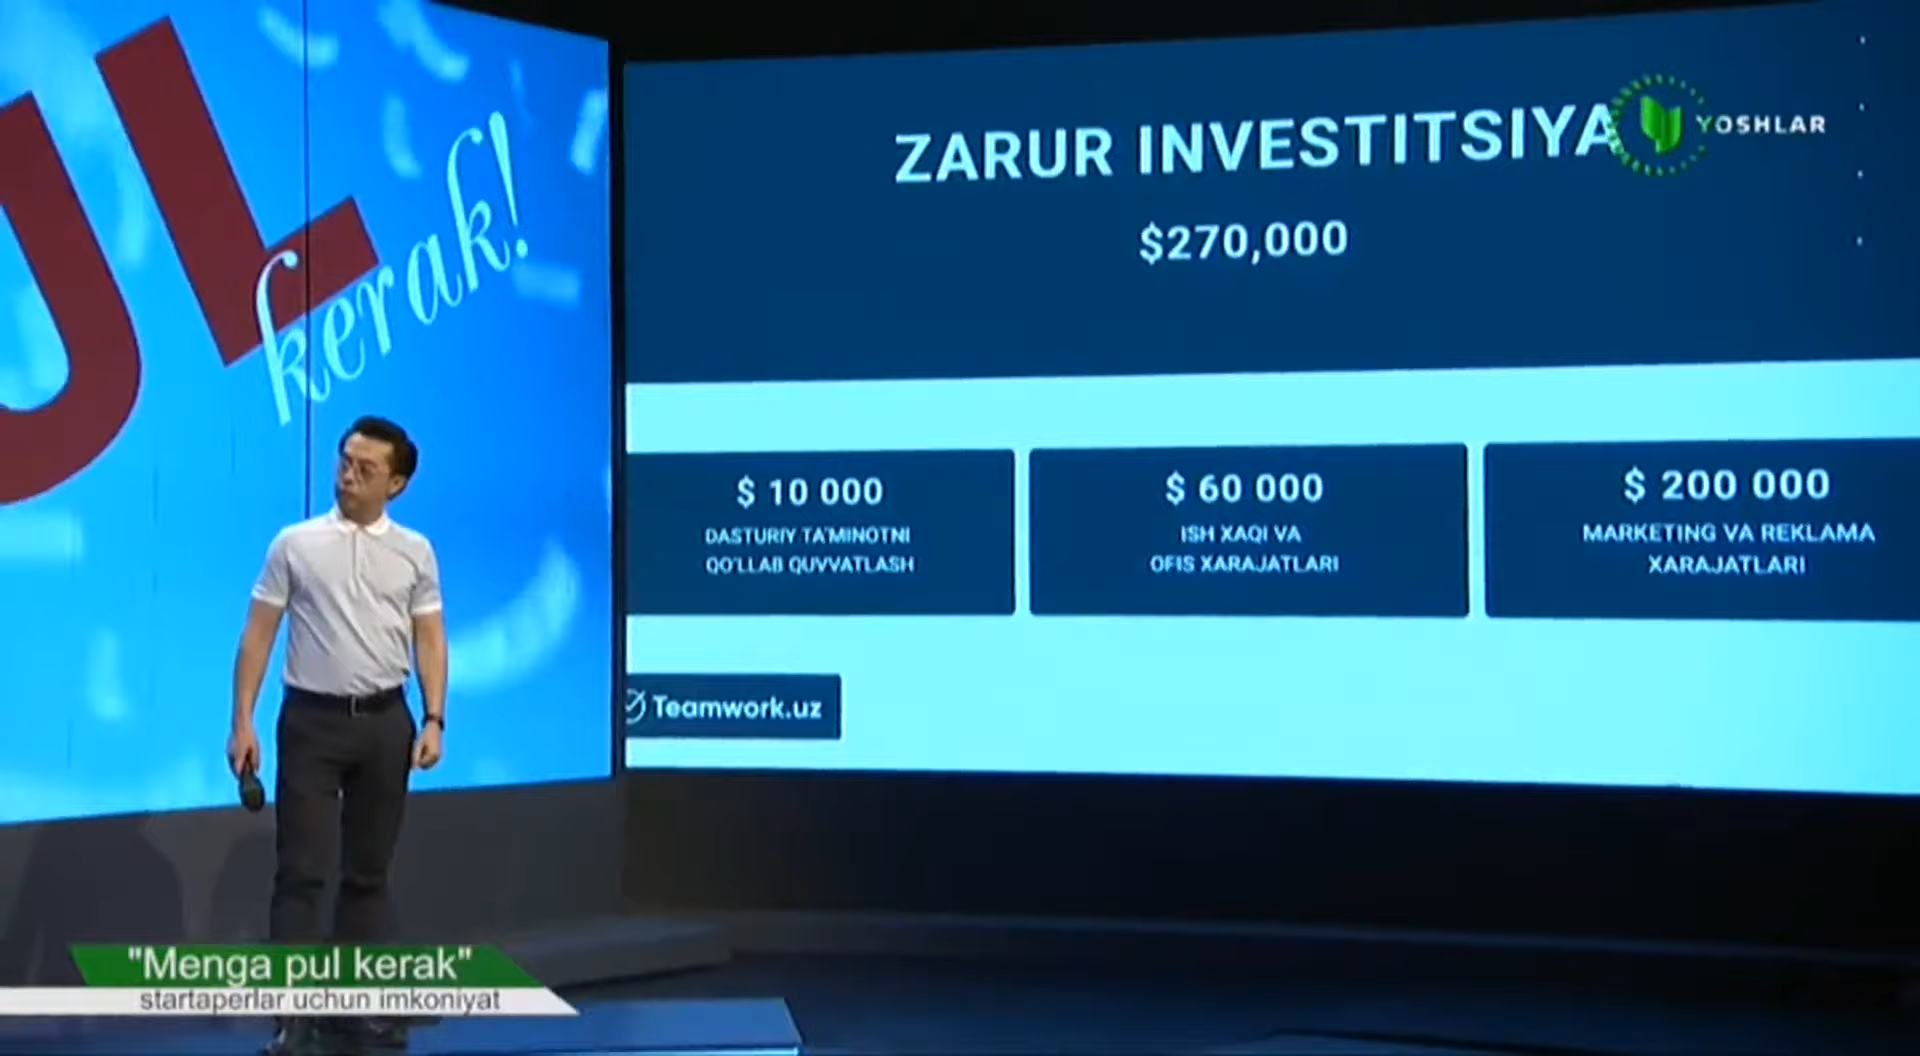 UL
kerak!
ZARUR INVESTITSIYA
YOSHLAR
$270,000
$ 10 000
DASTURIY TA'MINOTNI
QO'LLAB QUVVATLASH
$ 60 000
ISH XAQI VA
OFIS XARAJATLARI
$ 200 000
MARKETING VA REKLAMA
XARAJATLARI
Teamwork.uz
"Menga pul kerak"
startaperlar uchun imkoniyat